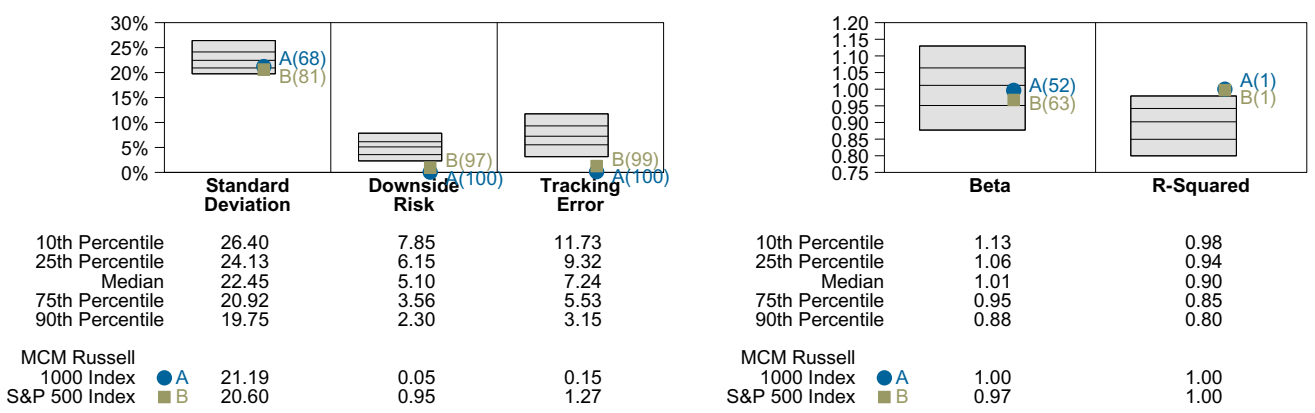 30%
25%
20%
15%
10%
5%
0%
A(68)
B(81)
B(97)
A(100)
B(99)
A(100)
Standard Deviation
Downside Risk
Tracking Error
10th Percentile 26.40 7.85 11.73
25th Percentile 24.13 6.15 9.32
Median 22.45 5.10 7.24
75th Percentile 20.92 3.56 5.53
90th Percentile 19.75 2.30 3.15
MCM Russell
1000 Index A 21.19 0.05 0.15
S&P 500 Index B 20.60 0.95 1.27
1.20
1.15
1.10
1.05
1.00
0.95
0.90
0.85
0.80
0.75
A(52)
B(63)
A(1)
B(1)
Beta
R-Squared
10th Percentile 1.13 0.98
25th Percentile 1.06 0.94
Median 1.01 0.90
75th Percentile 0.95 0.85
90th Percentile 0.88 0.80
MCM Russell
1000 Index A 1.00 1.00
S&P 500 Index B 0.97 1.00